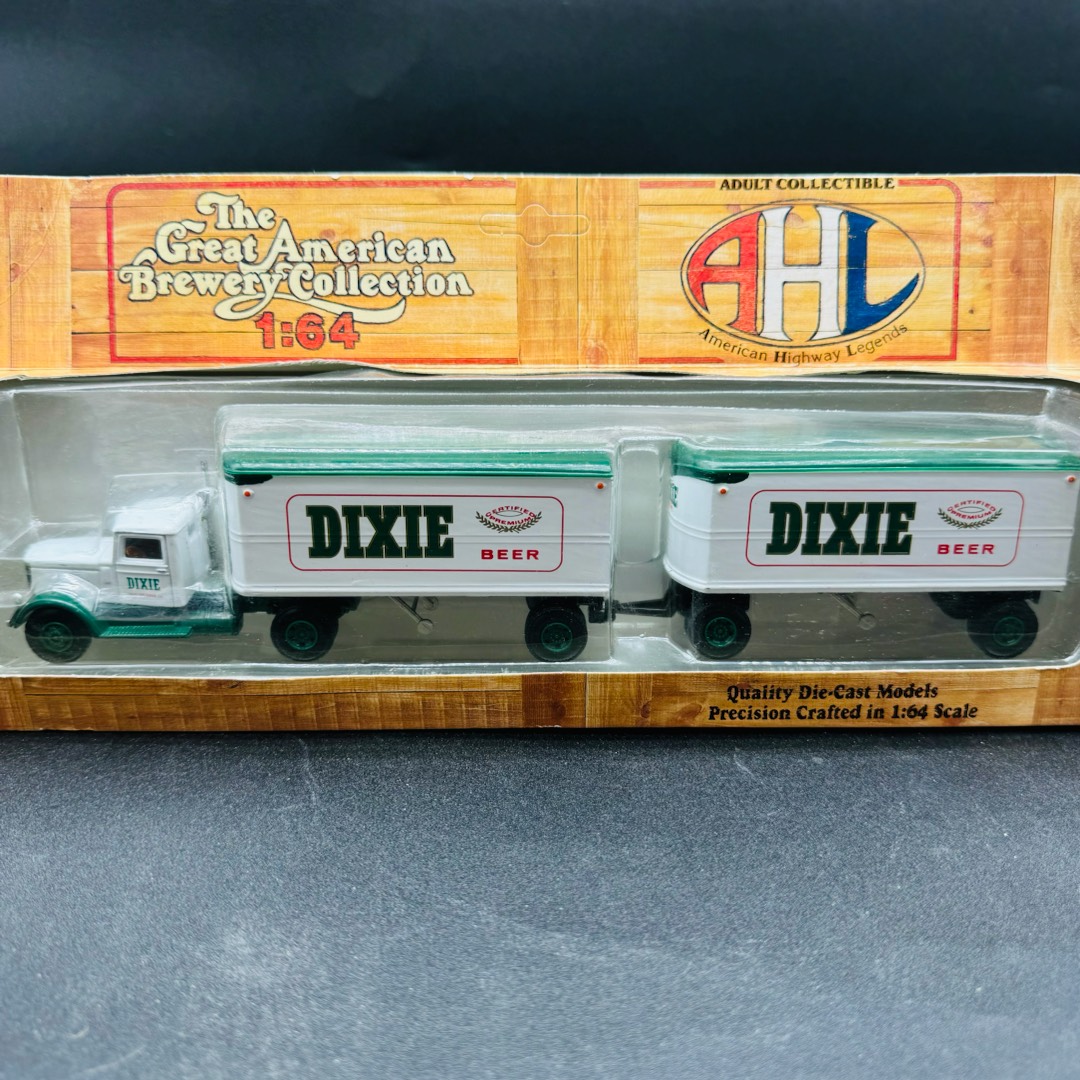 The
Great American
Brewery Collection
1:64
ADULT COLLECTIBLE
AHL
American Highway Legends
DIXIE
CERTIFIED
PREMIUM
BEER
DIXIE
CERTIFIED
PREMIUM
BEER
DIXIE
Quality Die-Cast Models
Precision Crafted in 1:64 Scale